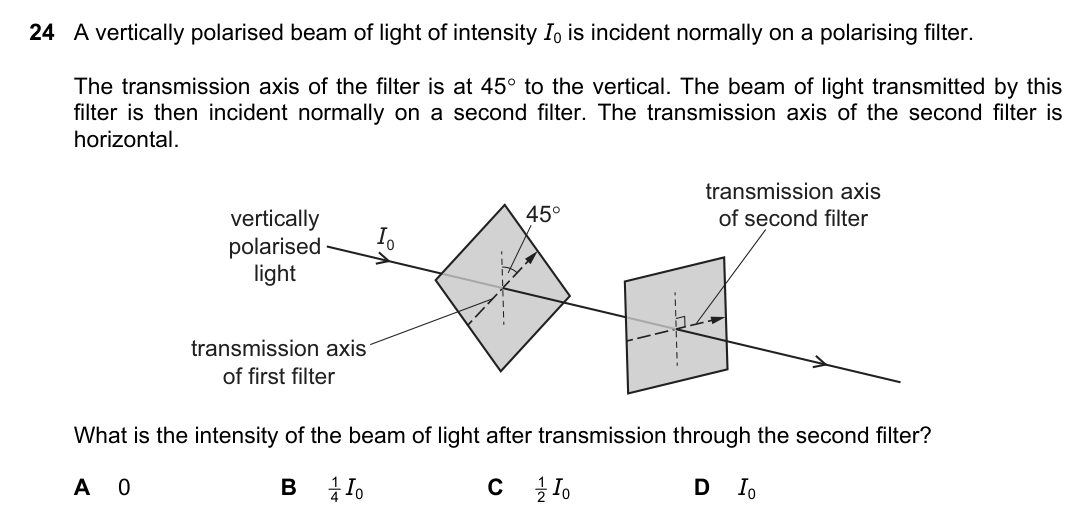 24 A vertically polarised beam of light of intensity I₀ is incident normally on a polarising filter.
The transmission axis of the filter is at 45° to the vertical. The beam of light transmitted by this
filter is then incident normally on a second filter. The transmission axis of the second filter is
horizontal.
transmission axis
of second filter
vertically
polarised
light
I₀
45°
transmission axis
of first filter
What is the intensity of the beam of light after transmission through the second filter?
A 0 B 1/4 I₀ C 1/2 I₀ D I₀